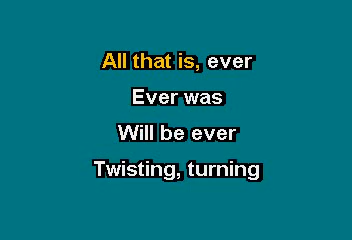 All that is, ever
Ever was
Will be ever
Twisting, turning